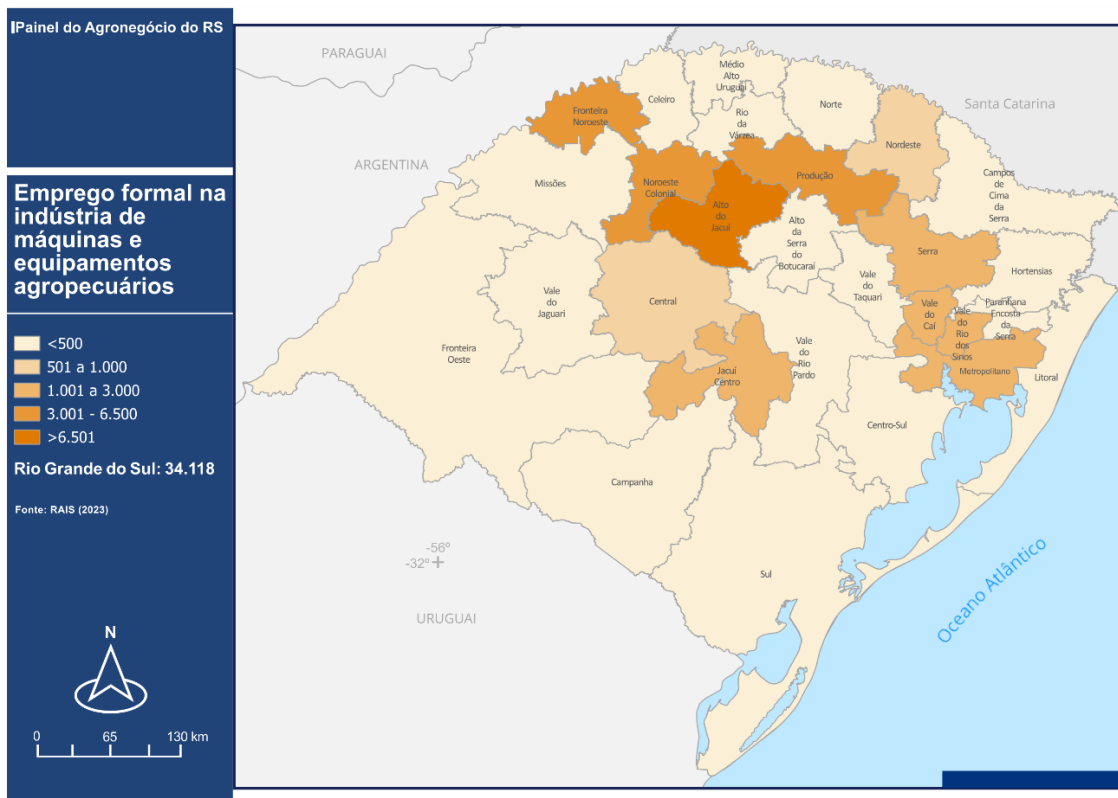 Painel do Agronegócio do RS
Emprego formal na
indústria de
máquinas e
equipamentos
agropecuários
<500
501 a 1.000
1.001 a 3.000
3.001 - 6.500
>6.501
Rio Grande do Sul: 34.118
Fonte: RAIS (2023)
N
0 65 130 km
PARAGUAI
ARGENTINA
URUGUAI
Santa Catarina
Oceano Atlântico
-56º
-32º
Fronteira
Noroeste
Celeiro
Médio
Alto
Uruguai
Rio
da
Várzea
Norte
Nordeste
Campos
de
Cima
da
Serra
Missões
Noroeste
Colonial
Alto
do
Jacuí
Produção
Alto
da Serra
do
Botucaraí
Serra
Hortensias
Vale
do
Taquari
Vale
do
Jaguari
Central
Vale
do
Caí
Vale
do Rio
dos
Sinos
Paranhana
Encosta
da
Serra
Metropolitano
Litoral
Fronteira
Oeste
Jacuí
Centro
Vale
do
Rio
Pardo
Centro-Sul
Campanha
Sul